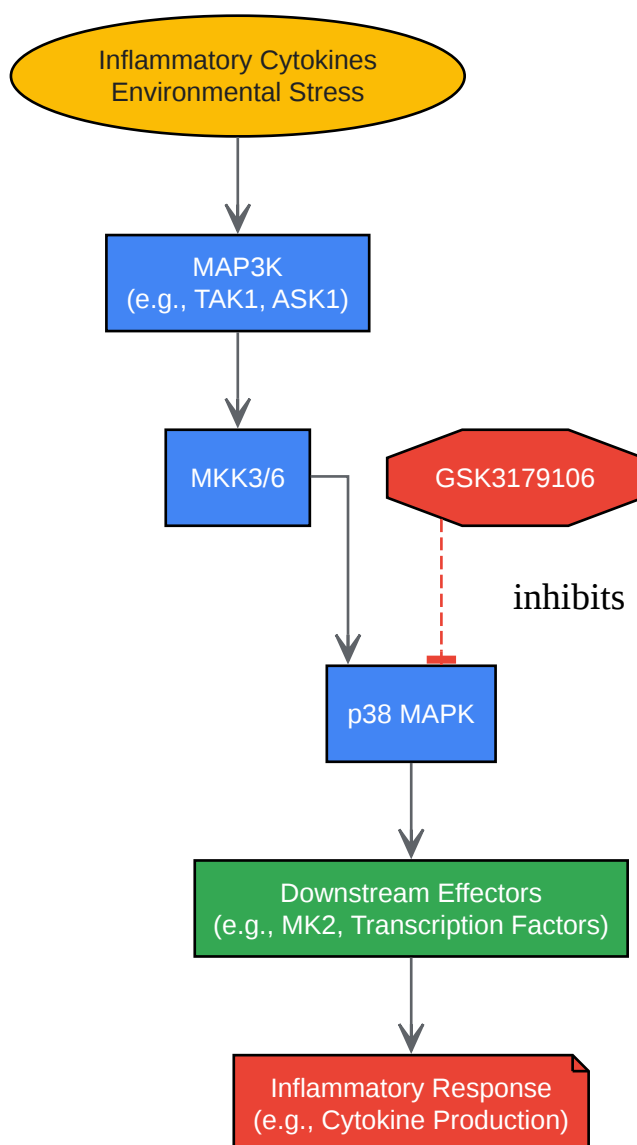 Inflammatory Cytokines
Environmental Stress
MAP3K
(e.g., TAK1, ASK1)
MKK3/6
GSK3179106
inhibits
p38 MAPK
Downstream Effectors
(e.g., MK2, Transcription Factors)
Inflammatory Response
(e.g., Cytokine Production)